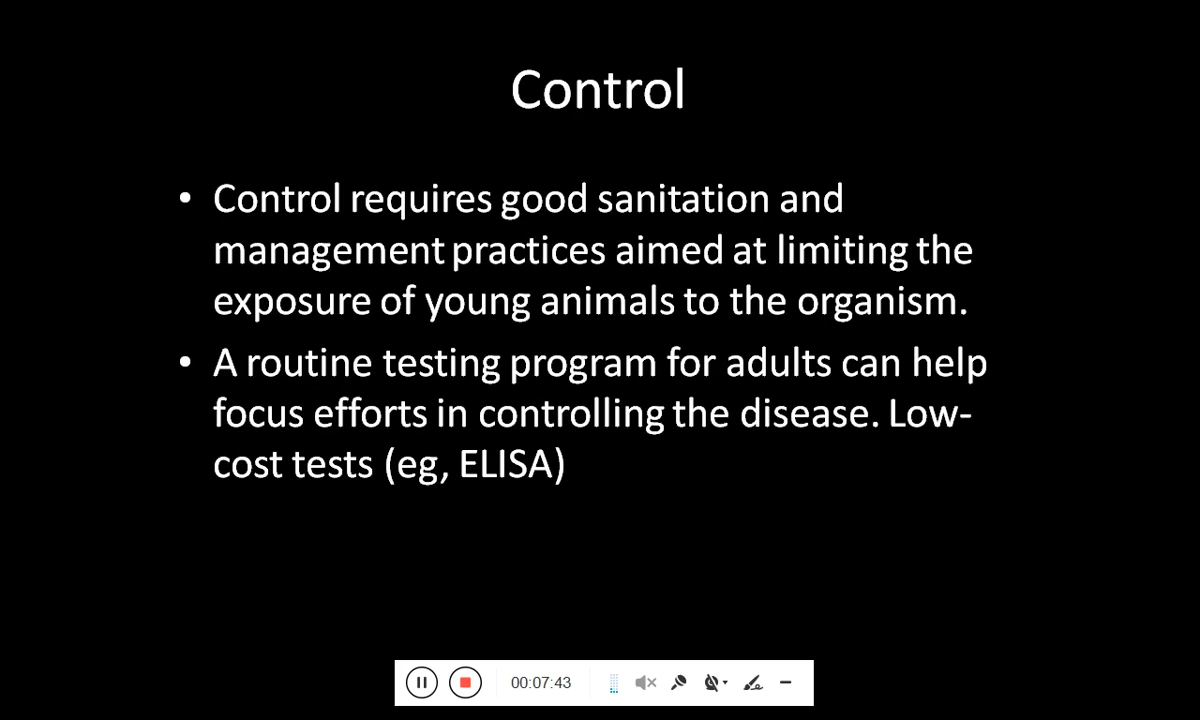 Control
• Control requires good sanitation and
management practices aimed at limiting the
exposure of young animals to the organism.
• A routine testing program for adults can help
focus efforts in controlling the disease. Low-
cost tests (eg, ELISA)
00:07:43